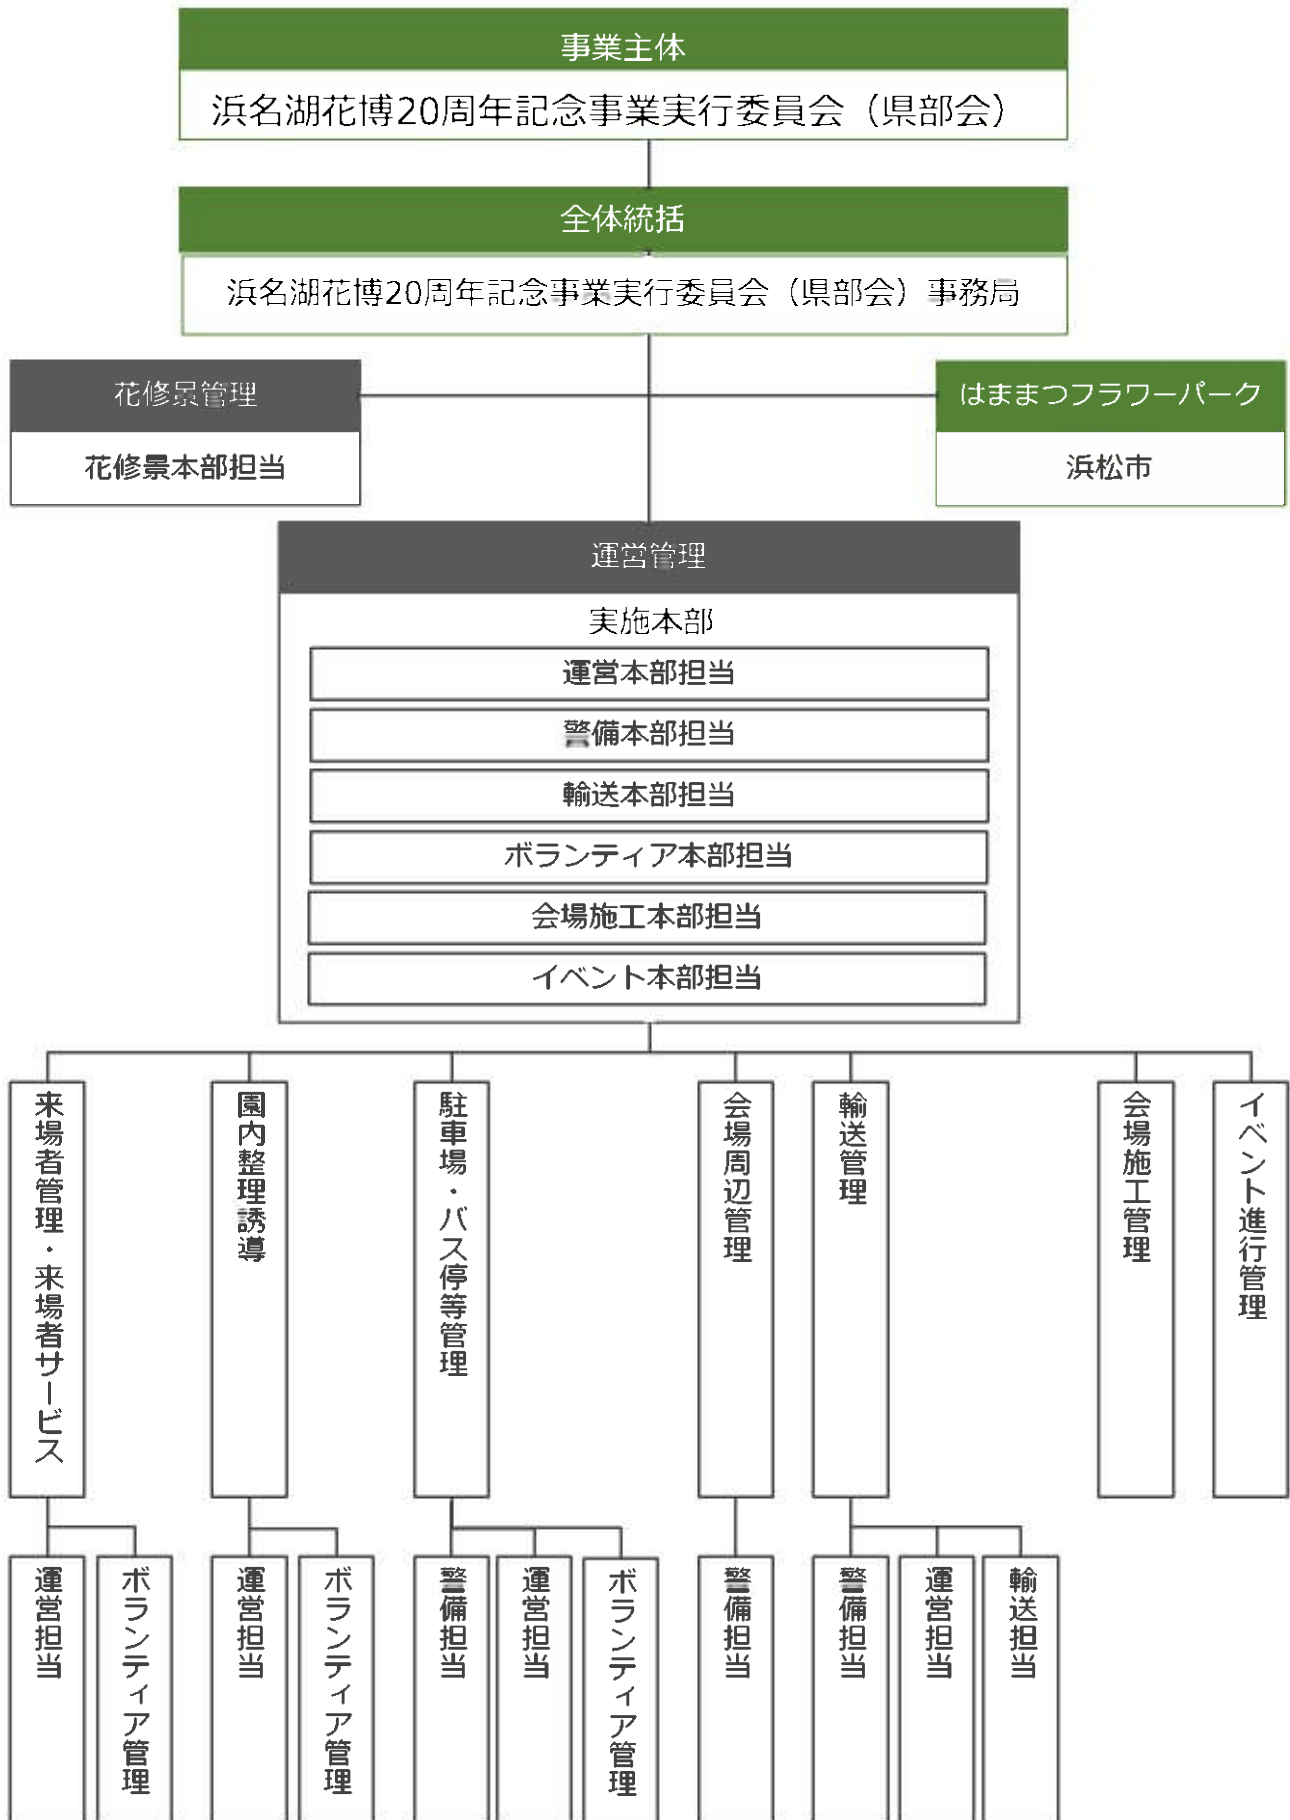 事業主体
浜名湖花博20周年記念事業実行委員会（県部会）
全体統括
浜名湖花博20周年記念事業実行委員会（県部会）事務局
花修景管理
花修景本部担当
はままつフラワーパーク
浜松市
運営管理
実施本部
運営本部担当
警備本部担当
輸送本部担当
ボランティア本部担当
会場施工本部担当
イベント本部担当
来場者管理・来場者サービス
園内整理誘導
駐車場・バス停等管理
会場周辺管理
輸送管理
会場施工管理
イベント進行管理
運営担当
ボランティア管理
運営担当
ボランティア管理
警備担当
運営担当
ボランティア管理
警備担当
警備担当
運営担当
輸送担当